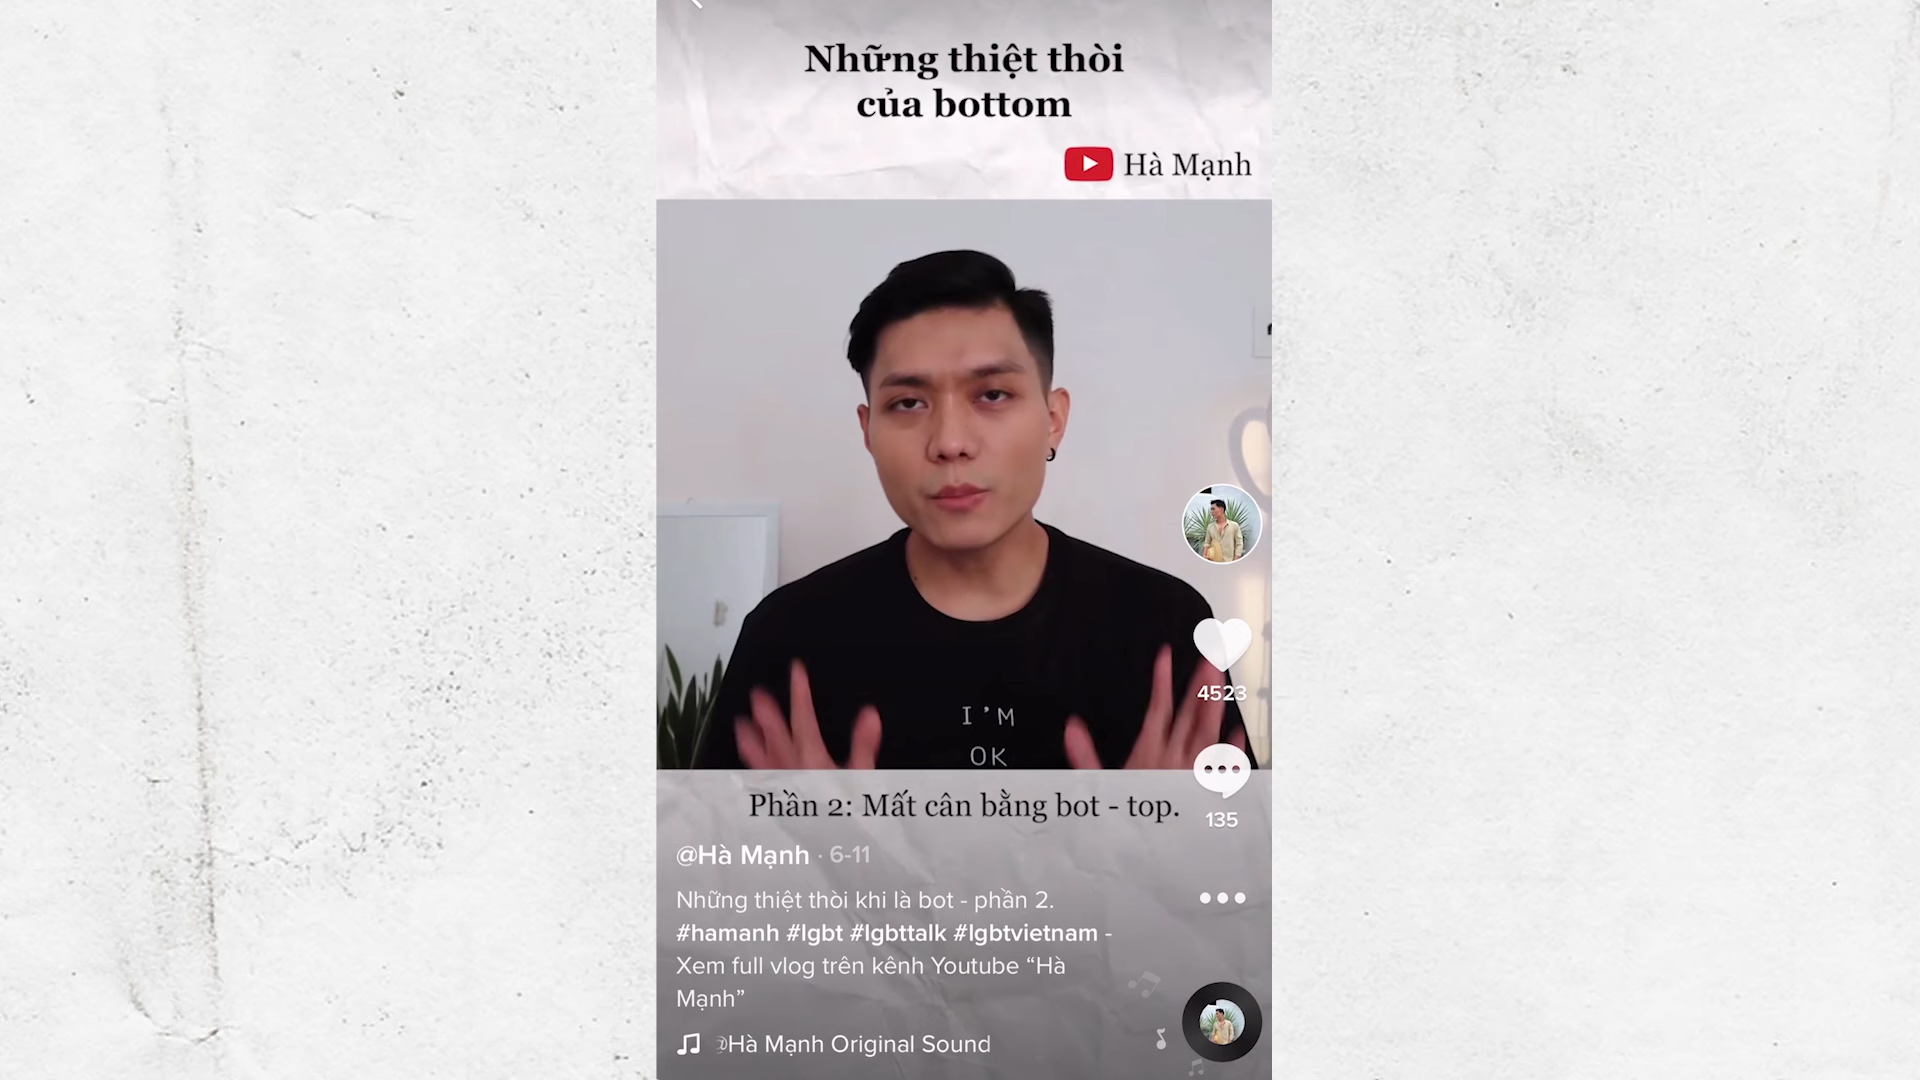 Những thiệt thòi
của bottom
Hà Mạnh
I'M
OK
Phần 2: Mất cân bằng bot - top.
@Hà Mạnh · 6-11
Những thiệt thòi khi là bot - phần 2.
#hamanh #lgbt #lgbttalk #lgbtvietnam -
Xem full vlog trên kênh Youtube “Hà
Mạnh”
@Hà Mạnh Original Sound
4523
135